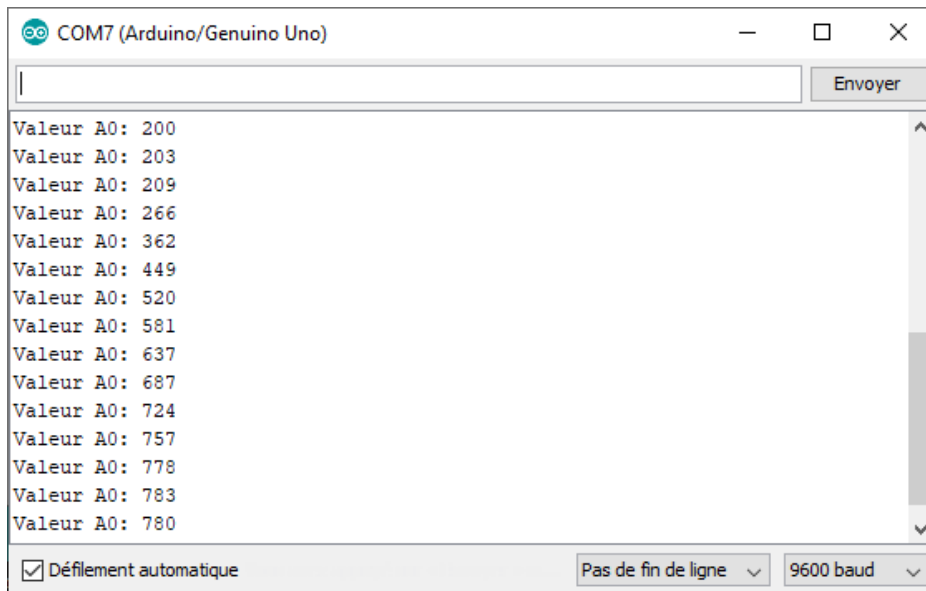 COM7 (Arduino/Genuino Uno)
Envoyer
Valeur A0: 200
Valeur A0: 203
Valeur A0: 209
Valeur A0: 266
Valeur A0: 362
Valeur A0: 449
Valeur A0: 520
Valeur A0: 581
Valeur A0: 637
Valeur A0: 687
Valeur A0: 724
Valeur A0: 757
Valeur A0: 778
Valeur A0: 783
Valeur A0: 780
Défilement automatique Pas de fin de ligne 9600 baud